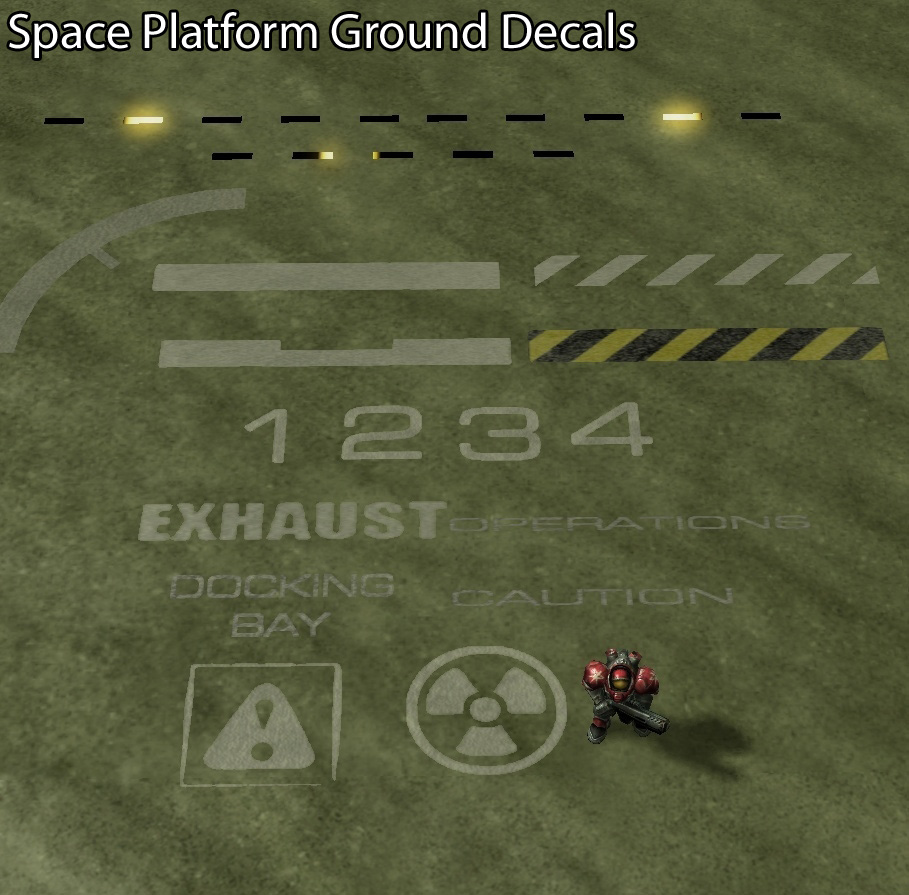 Space Platform Ground Decals
1 2 3 4
EXHAUST OPERATIONS
DOCKING CAUTION
BAY